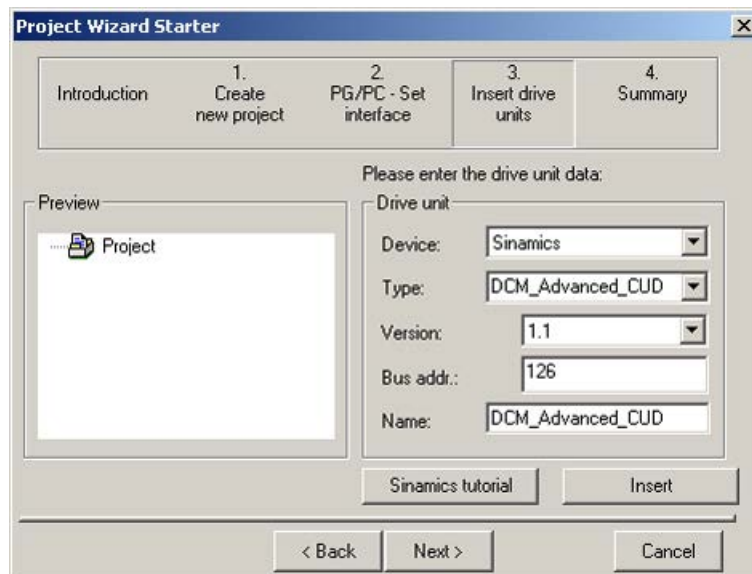 Project Wizard Starter
Introduction
1.
Create
new project
2.
PG/PC - Set
interface
3.
Insert drive
units
4.
Summary
Please enter the drive unit data:
Preview
Project
Drive unit
Device: Sinamics
Type: DCM_Advanced_CUD
Version: 1.1
Bus addr.: 126
Name: DCM_Advanced_CUD
Sinamics tutorial
Insert
< Back
Next >
Cancel